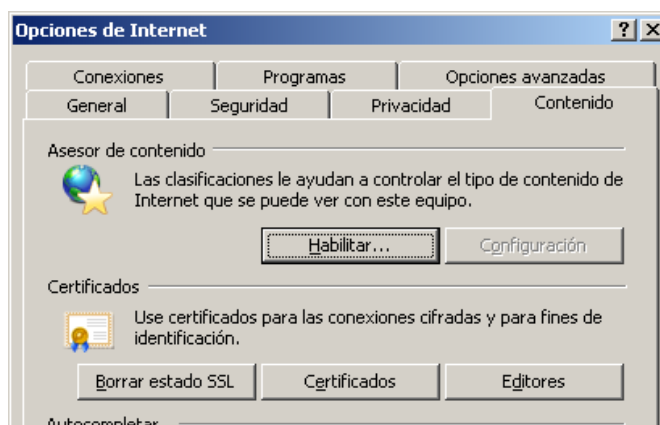 Opciones de Internet
Conexiones Programas Opciones avanzadas
General Seguridad Privacidad Contenido
Asesor de contenido
Las clasificaciones le ayudan a controlar el tipo de contenido de
Internet que se puede ver con este equipo.
Habilitar... Configuración
Certificados
Use certificados para las conexiones cifradas y para fines de
identificación.
Borrar estado SSL Certificados Editores
Autocompletar